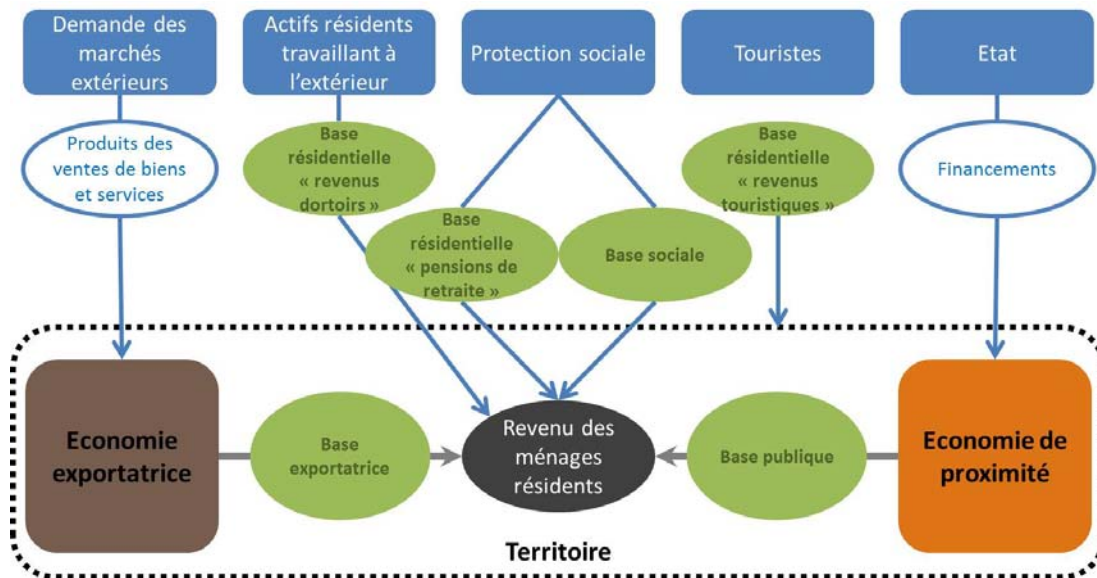 Demande des
marchés
extérieurs
Actifs résidents
travaillant à
l’extérieur
Protection sociale
Touristes
Etat
Produits des
ventes de biens
et services
Base
résidentielle
« revenus
dortoirs »
Base
résidentielle
« revenus
touristiques »
Financements
Base
résidentielle
« pensions de
retraite »
Base sociale
Economie
exportatrice
Base
exportatrice
Revenu des
ménages
résidents
Base publique
Economie de
proximité
Territoire